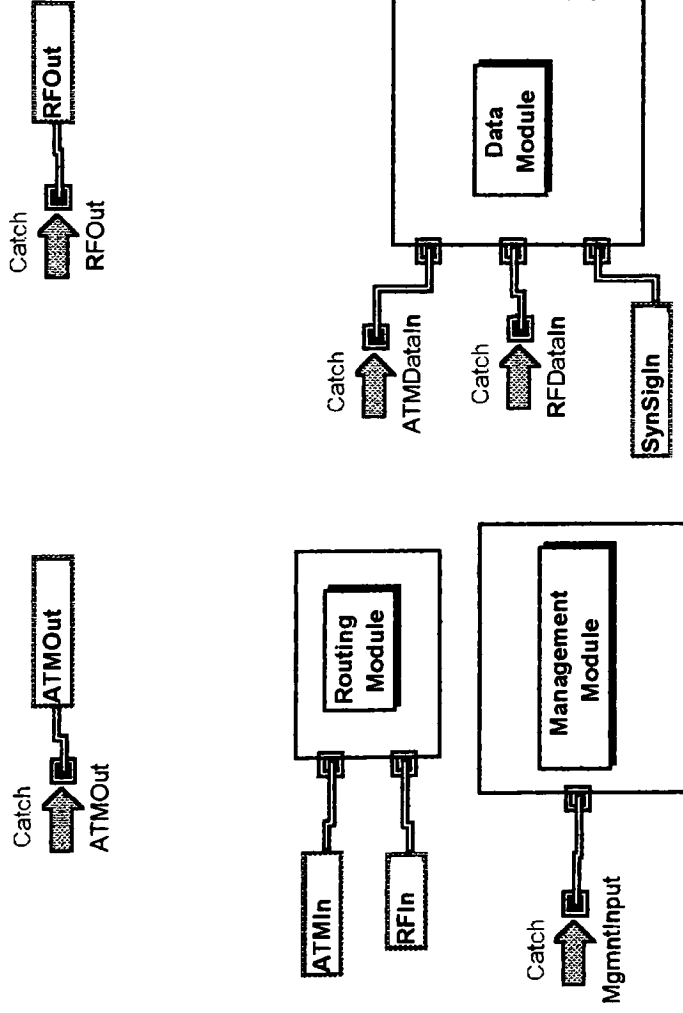 Catch
ATMOut
ATMOut
Catch
RFOut
RFOut
ATMIn
RFIn
Routing
Module
Catch
MgmntInput
Management
Module
Catch
ATMDataIn
Catch
RFDataIn
SynSigIn
Data
Module